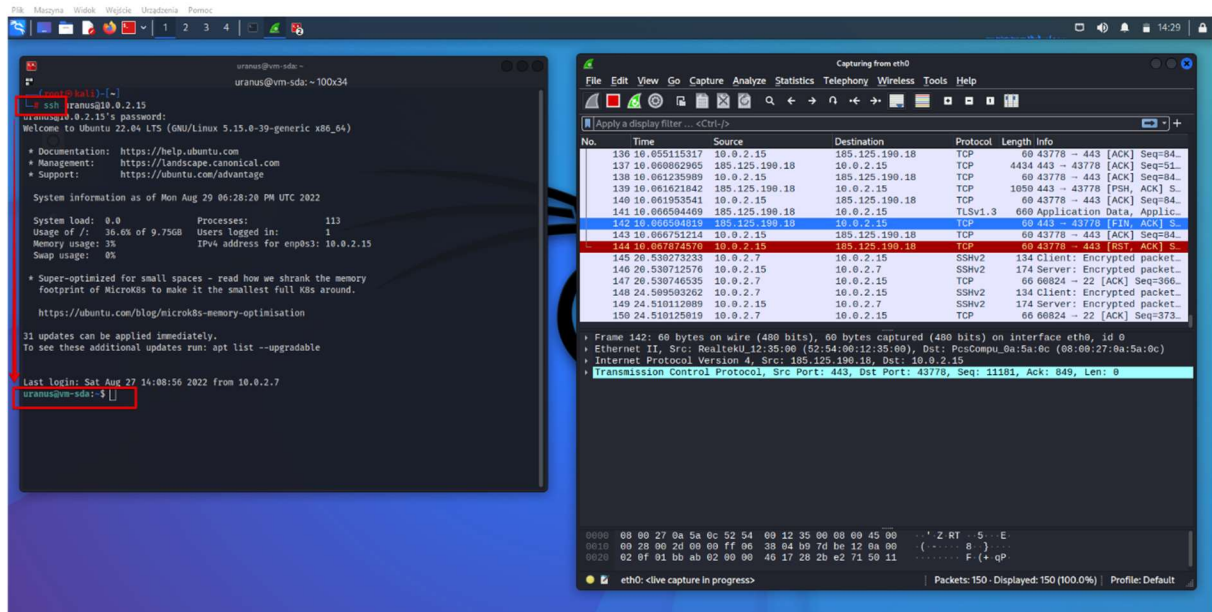 Plik Maszyna Widok Wejście Urządzenia Pomoc
1 2 3 4
14:29
uranus@vm-sda: ~
uranus@vm-sda: ~ 100x34
(root@kali)-[~]
# ssh uranus@10.0.2.15
uranus@10.0.2.15's password:
Welcome to Ubuntu 22.04 LTS (GNU/Linux 5.15.0-39-generic x86_64)
* Documentation: https://help.ubuntu.com
* Management: https://landscape.canonical.com
* Support: https://ubuntu.com/advantage
System information as of Mon Aug 29 06:28:20 PM UTC 2022
System load: 0.0 Processes: 113
Usage of /: 36.6% of 9.75GB Users logged in: 1
Memory usage: 3% IPv4 address for enp0s3: 10.0.2.15
Swap usage: 0%
* Super-optimized for small spaces - read how we shrank the memory
footprint of MicroK8s to make it the smallest full K8s around.
https://ubuntu.com/blog/microk8s-memory-optimisation
31 updates can be applied immediately.
To see these additional updates run: apt list --upgradable
Last login: Sat Aug 27 14:08:56 2022 from 10.0.2.7
uranus@vm-sda:~$
Capturing from eth0
File Edit View Go Capture Analyze Statistics Telephony Wireless Tools Help
Apply a display filter ... <Ctrl-/>
No. Time Source Destination Protocol Length Info
136 10.055115317 10.0.2.15 185.125.190.18 TCP 60 43778 → 443 [ACK] Seq=84…
137 10.060862965 185.125.190.18 10.0.2.15 TCP 4434 443 → 43778 [ACK] Seq=51…
138 10.061235989 10.0.2.15 185.125.190.18 TCP 60 43778 → 443 [ACK] Seq=84…
139 10.061621842 185.125.190.18 10.0.2.15 TCP 1050 443 → 43778 [PSH, ACK] S…
140 10.061953541 10.0.2.15 185.125.190.18 TCP 60 43778 → 443 [ACK] Seq=84…
141 10.066504469 185.125.190.18 10.0.2.15 TLSv1.3 660 Application Data, Applic…
142 10.066504819 185.125.190.18 10.0.2.15 TCP 60 443 → 43778 [FIN, ACK] S…
143 10.066751214 10.0.2.15 185.125.190.18 TCP 60 43778 → 443 [ACK] Seq=84…
144 10.067874570 10.0.2.15 185.125.190.18 TCP 60 43778 → 443 [RST, ACK] S…
145 20.530273233 10.0.2.7 10.0.2.15 SSHv2 134 Client: Encrypted packet…
146 20.530712576 10.0.2.15 10.0.2.7 SSHv2 174 Server: Encrypted packet…
147 20.530746535 10.0.2.7 10.0.2.15 TCP 66 60824 → 22 [ACK] Seq=366…
148 24.509503262 10.0.2.7 10.0.2.15 SSHv2 134 Client: Encrypted packet…
149 24.510112089 10.0.2.15 10.0.2.7 SSHv2 174 Server: Encrypted packet…
150 24.510125019 10.0.2.7 10.0.2.15 TCP 66 60824 → 22 [ACK] Seq=373…
Frame 142: 60 bytes on wire (480 bits), 60 bytes captured (480 bits) on interface eth0, id 0
Ethernet II, Src: RealtekU_12:35:00 (52:54:00:12:35:00), Dst: PcsCompu_0a:5a:0c (08:00:27:0a:5a:0c)
Internet Protocol Version 4, Src: 185.125.190.18, Dst: 10.0.2.15
Transmission Control Protocol, Src Port: 443, Dst Port: 43778, Seq: 11181, Ack: 849, Len: 0
0000 08 00 27 0a 5a 0c 52 54 00 12 35 00 08 00 45 00 ··'·Z·RT ··5···E·
0010 00 28 00 2d 00 00 ff 06 38 04 b9 7d be 12 0a 00 ·(·-···· 8··}····
0020 02 0f 01 bb ab 02 00 00 46 17 28 2b e2 71 50 11 ········ F·(+·qP·
eth0: <live capture in progress> Packets: 150 · Displayed: 150 (100.0%) Profile: Default